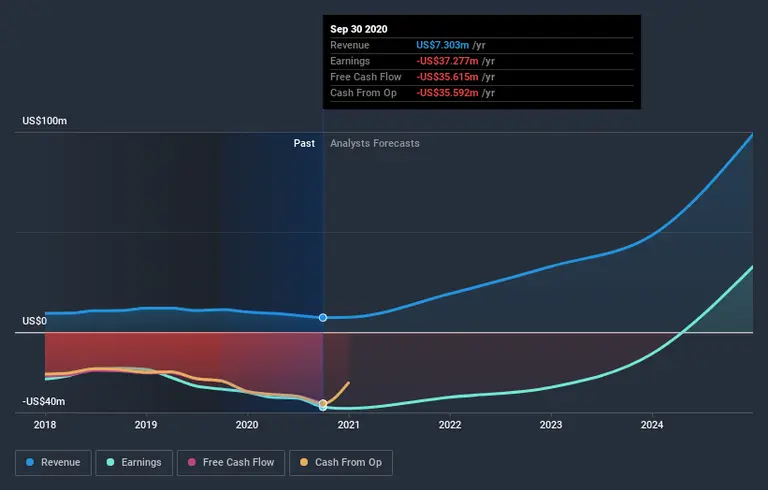 Sep 30 2020
Revenue US$7.303m /yr
Earnings -US$37.277m /yr
Free Cash Flow -US$35.615m /yr
Cash From Op -US$35.592m /yr
US$100m
Past Analysts Forecasts
US$0
-US$40m
2018 2019 2020 2021 2022 2023 2024
Revenue Earnings Free Cash Flow Cash From Op